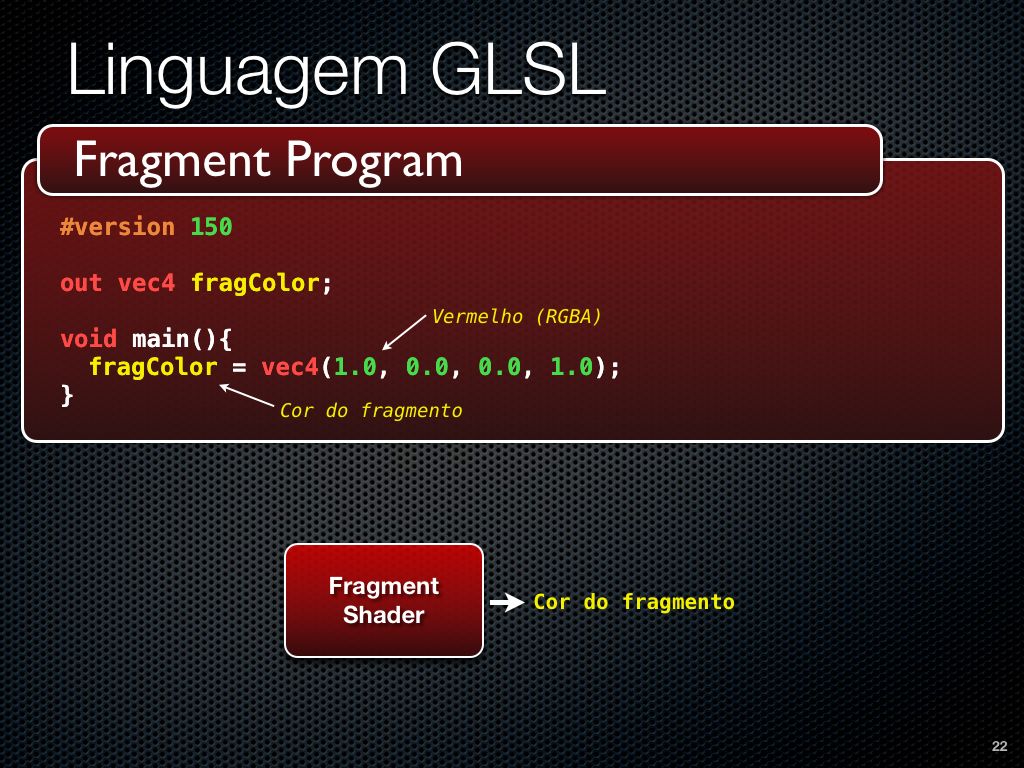 Linguagem GLSL
Fragment Program
#version 150
out vec4 fragColor;
Vermelho (RGBA)
void main(){
fragColor = vec4(1.0, 0.0, 0.0, 1.0);
}
Cor do fragmento
Fragment
Shader
Cor do fragmento
22